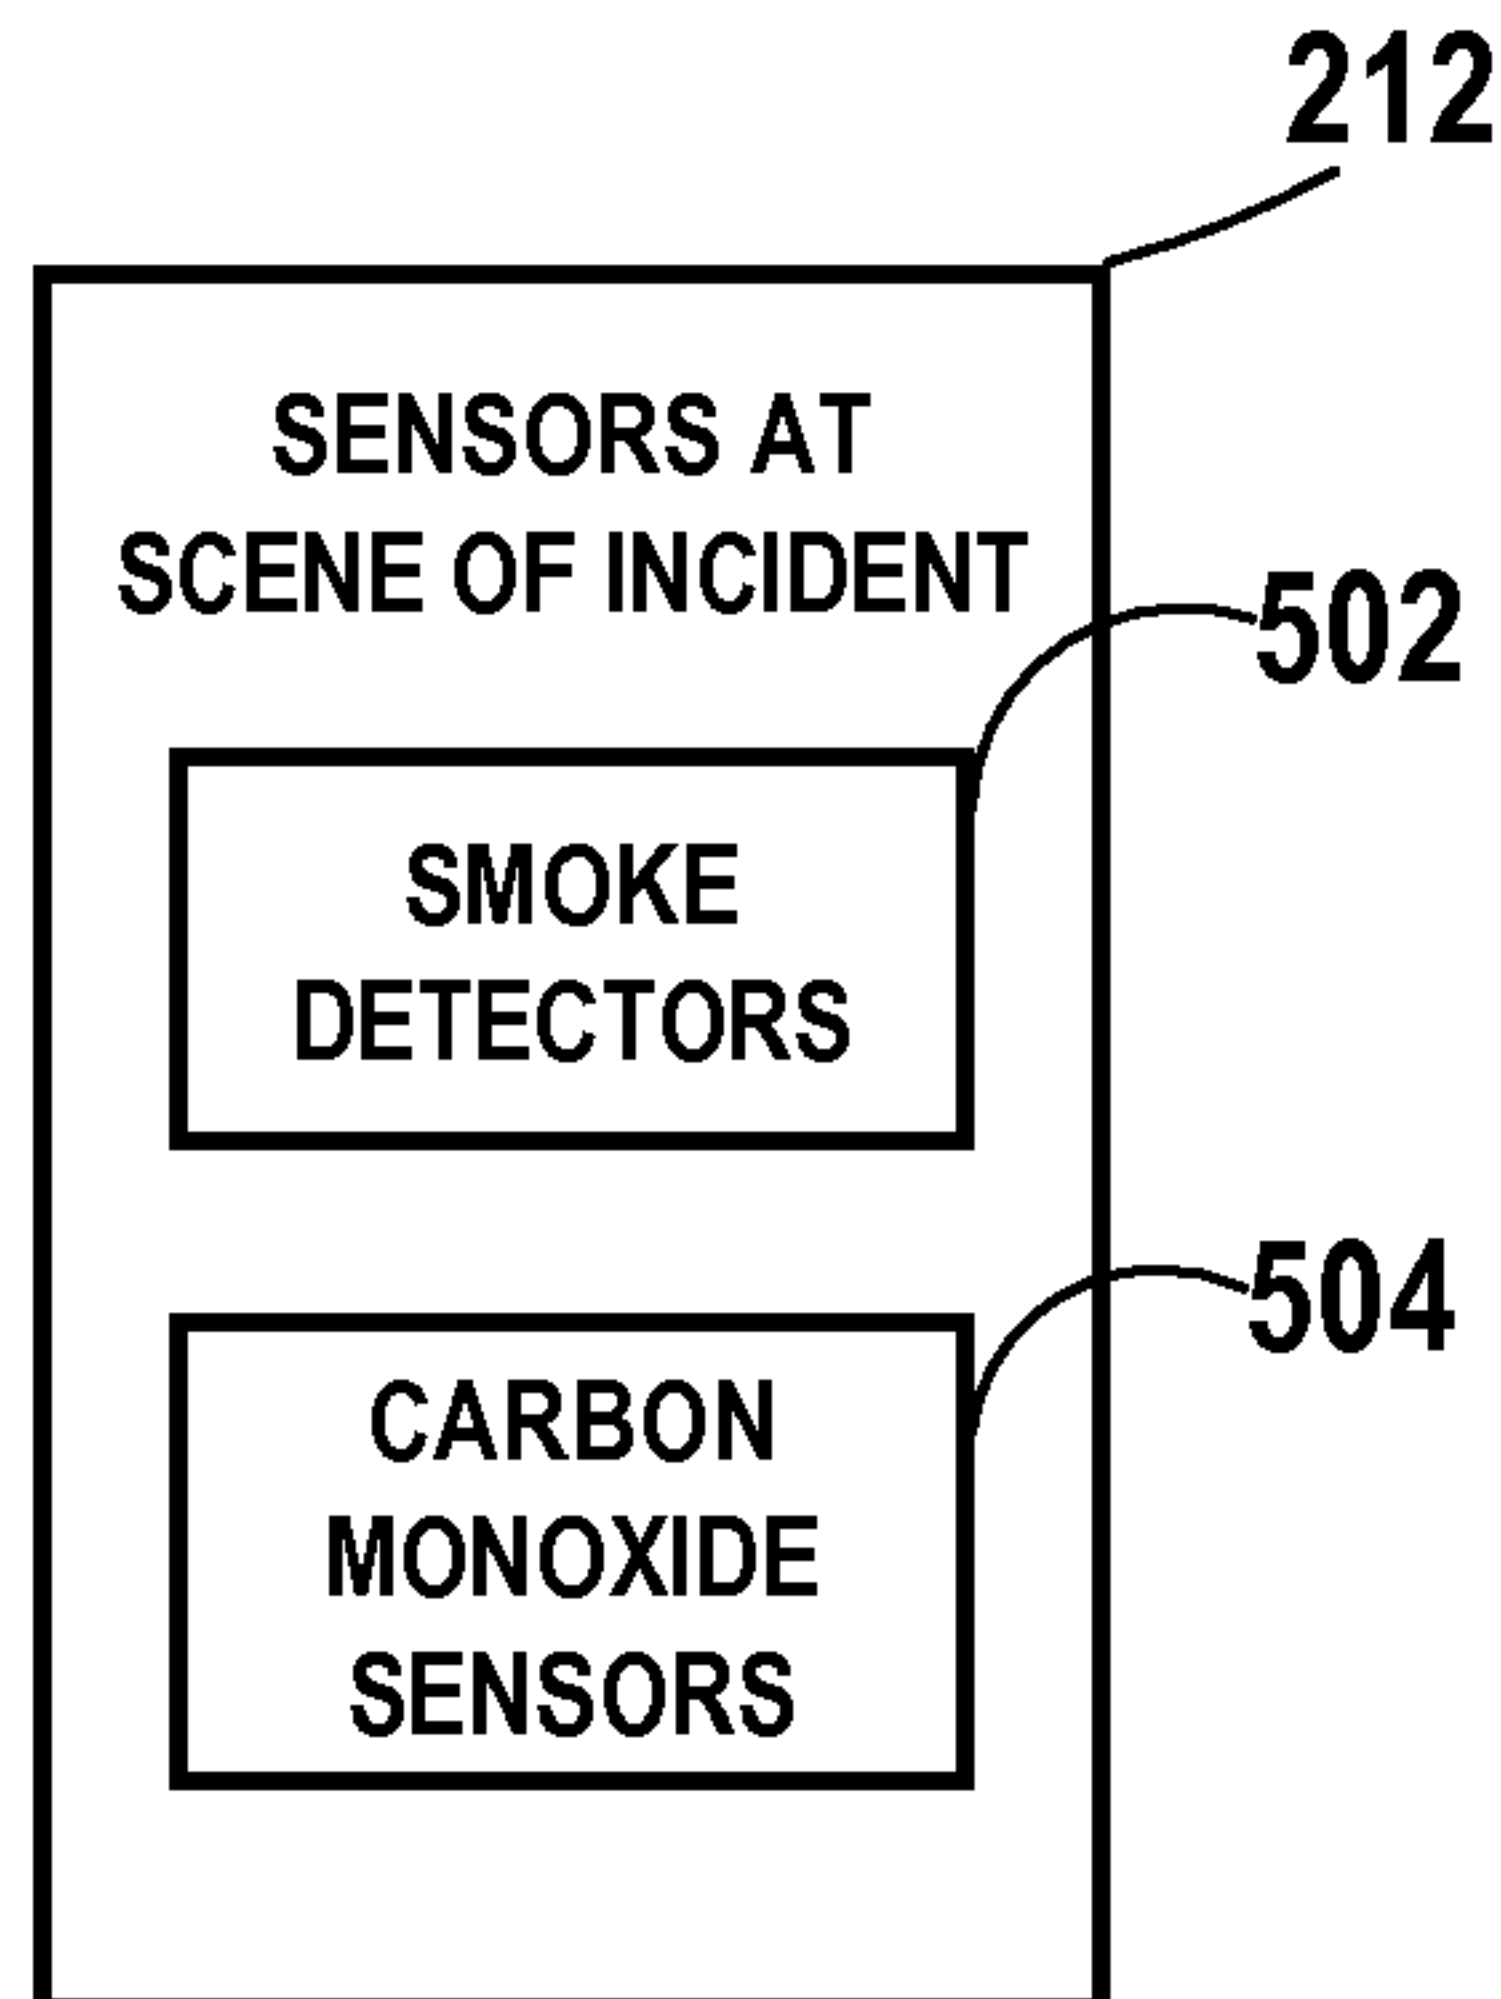 212
SENSORS AT
SCENE OF INCIDENT
502
SMOKE
DETECTORS
504
CARBON
MONOXIDE
SENSORS